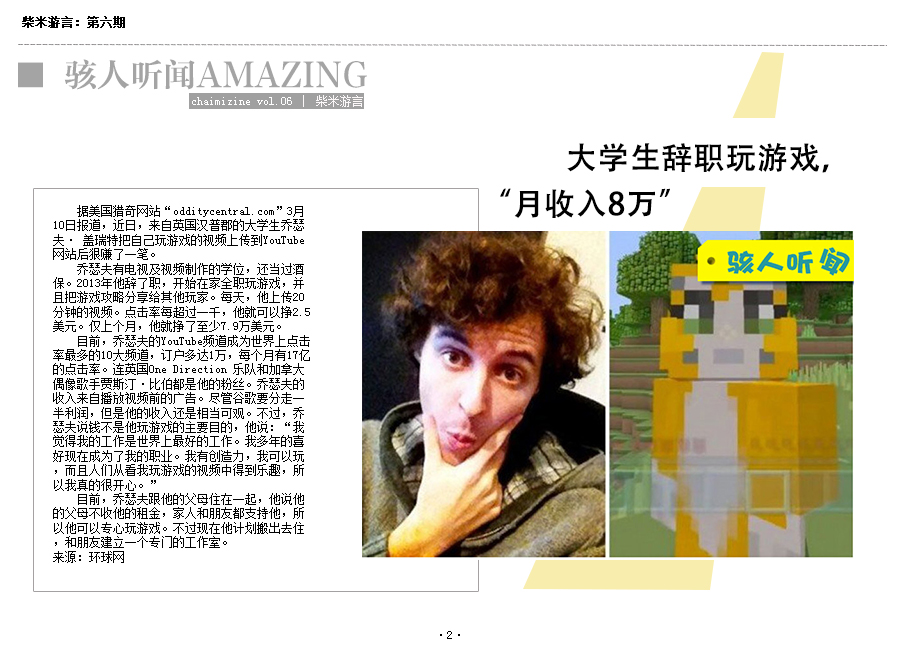 柴米游言：第六期
骇人听闻AMAZING
chaimizine vol.06 | 柴米游言
大学生辞职玩游戏，
“月收入8万”
骇人听闻
据美国猎奇网站“odditycentral.com”3月
10日报道，近日，来自英国汉普郡的大学生乔瑟
夫· 盖瑞特把自己玩游戏的视频上传到YouTube
网站后狠赚了一笔。
乔瑟夫有电视及视频制作的学位，还当过酒
保。2013年他辞了职，开始在家全职玩游戏，并
且把游戏攻略分享给其他玩家。每天，他上传20
分钟的视频。点击率每超过一千，他就可以挣2.5
美元。仅上个月，他就挣了至少7.9万美元。
目前，乔瑟夫的YouTube频道成为世界上点击
率最多的10大频道，订户多达1万，每个月有17亿
的点击率。连英国One Direction 乐队和加拿大
偶像歌手贾斯汀·比伯都是他的粉丝。乔瑟夫的
收入来自播放视频前的广告。尽管谷歌要分走一
半利润，但是他的收入还是相当可观。不过，乔
瑟夫说钱不是他玩游戏的主要目的，他说：“我
觉得我的工作是世界上最好的工作。我多年的喜
好现在成为了我的职业。我有创造力，我可以玩
，而且人们从看我玩游戏的视频中得到乐趣，所
以我真的很开心。”
目前，乔瑟夫跟他的父母住在一起，他说他
的父母不收他的租金，家人和朋友都支持他，所
以他可以专心玩游戏。不过现在他计划搬出去住
，和朋友建立一个专门的工作室。
来源：环球网
·2·